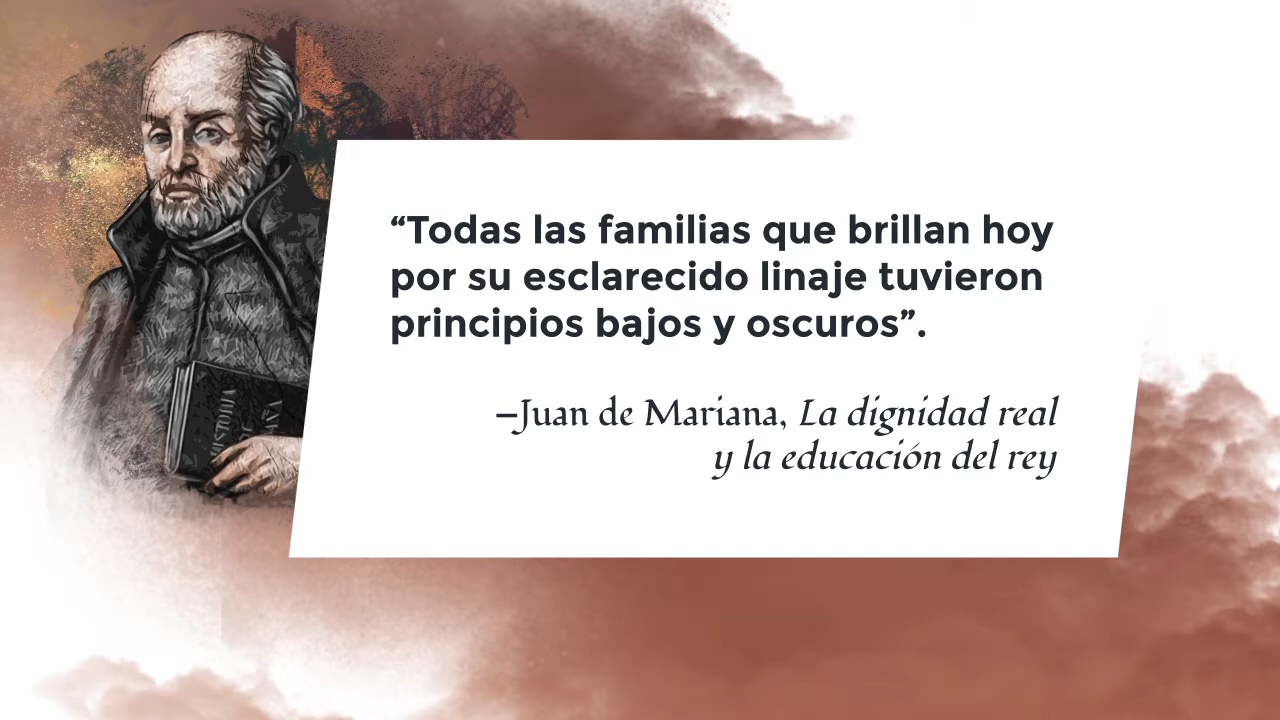 “Todas las familias que brillan hoy
por su esclarecido linaje tuvieron
principios bajos y oscuros”.
–Juan de Mariana, La dignidad real
y la educación del rey